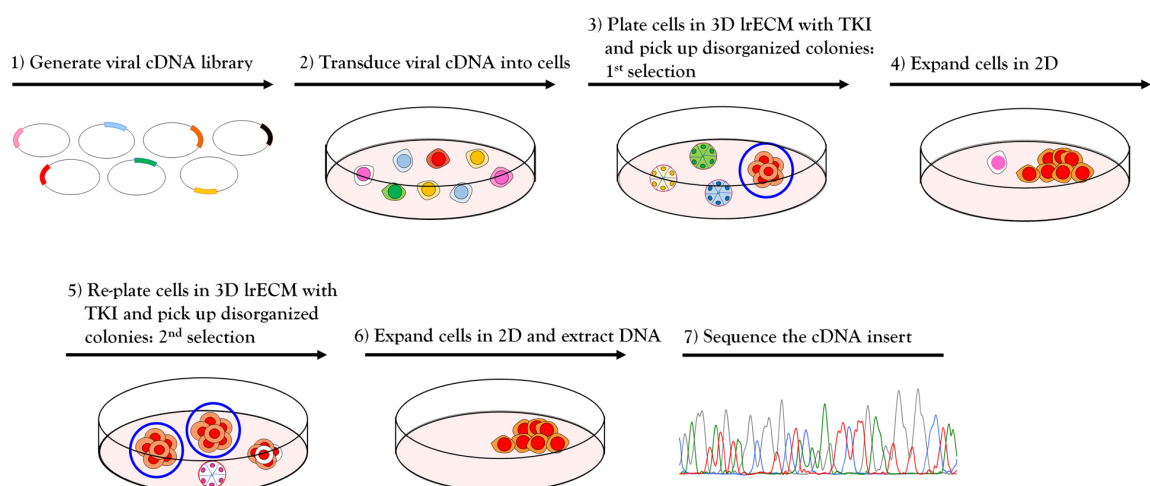 1) Generate viral cDNA library
2) Transduce viral cDNA into cells
3) Plate cells in 3D lrECM with TKI
and pick up disorganized colonies:
1st selection
4) Expand cells in 2D
5) Re-plate cells in 3D lrECM with
TKI and pick up disorganized
colonies: 2nd selection
6) Expand cells in 2D and extract DNA
7) Sequence the cDNA insert